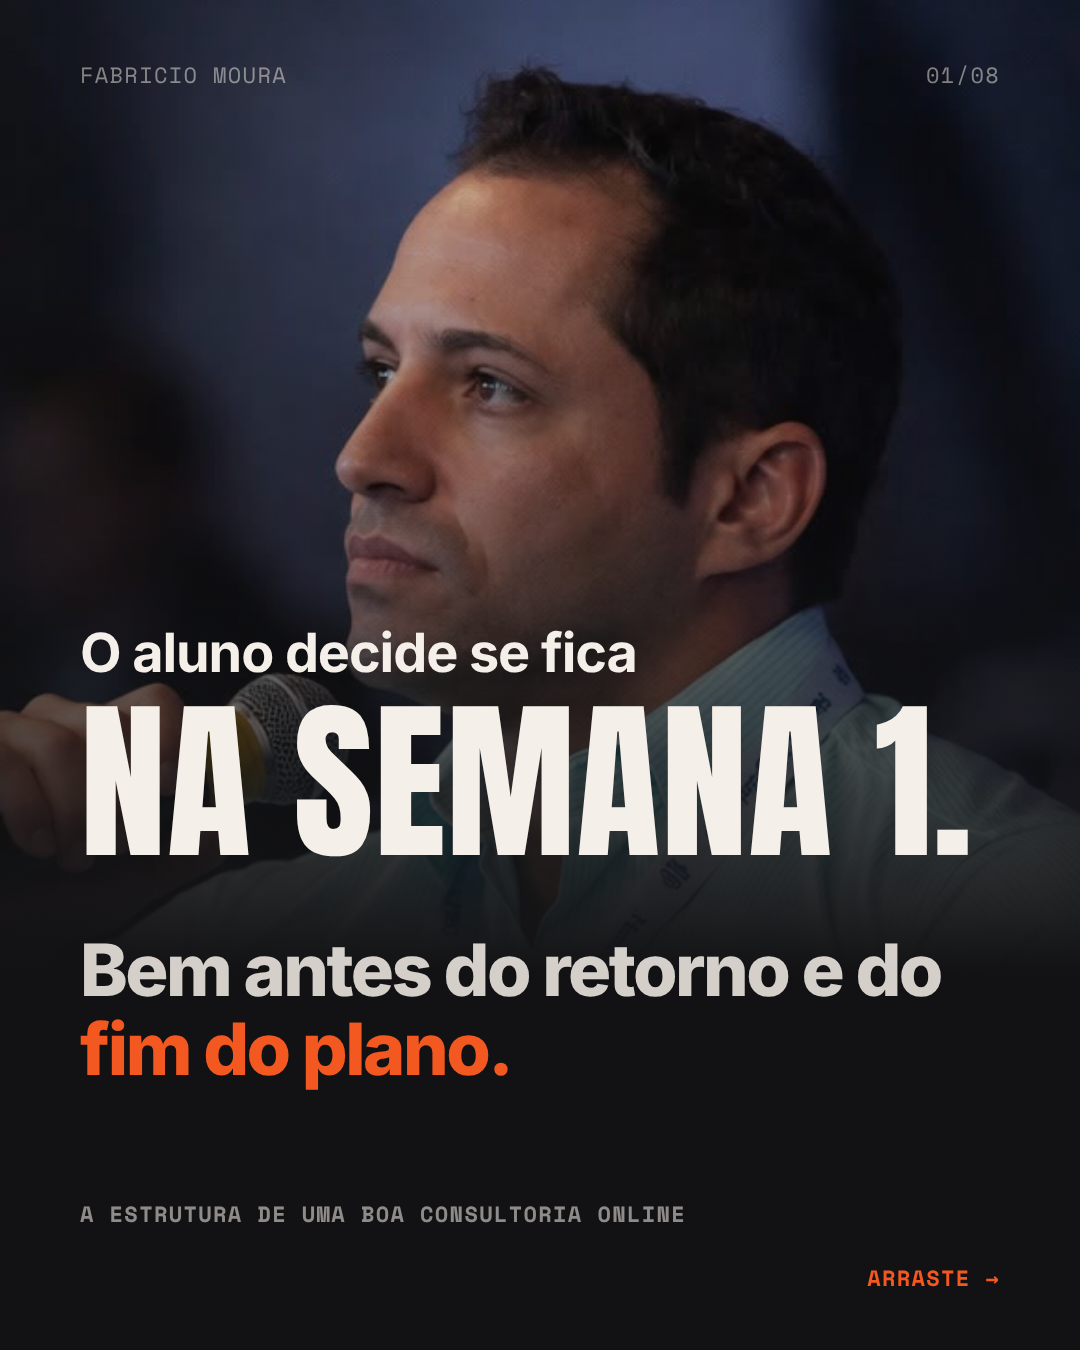 FABRICIO MOURA
01/08
O aluno decide se fica
NA SEMANA 1.
Bem antes do retorno e do
fim do plano.
A ESTRUTURA DE UMA BOA CONSULTORIA ONLINE
ARRASTE →